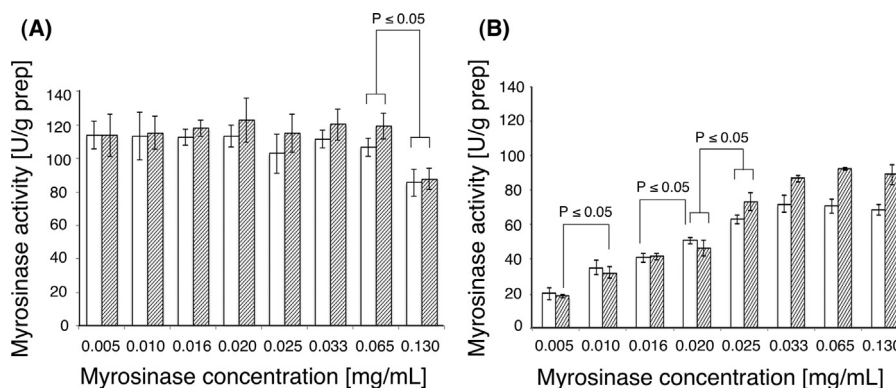 (A)
P ≤ 0.05
Myrosinase activity [U/g prep]
140
120
100
80
60
40
20
0
0.005 0.010 0.016 0.020 0.025 0.033 0.065 0.130
Myrosinase concentration [mg/mL]
(B)
P ≤ 0.05
P ≤ 0.05
P ≤ 0.05
Myrosinase activity [U/g prep]
140
120
100
80
60
40
20
0
0.005 0.010 0.016 0.020 0.025 0.033 0.065 0.130
Myrosinase concentration [mg/mL]